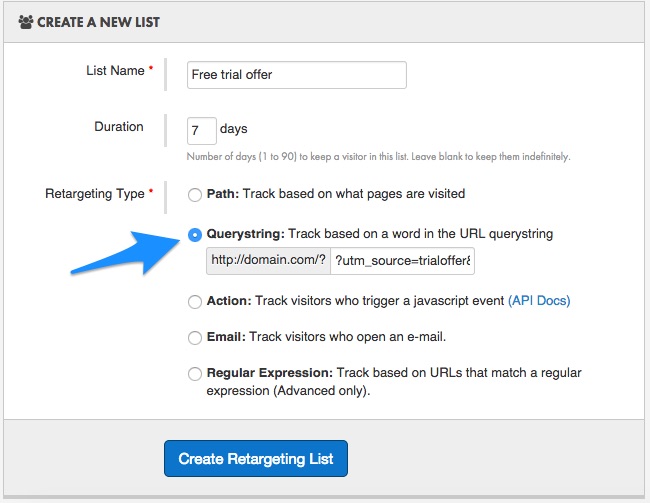 CREATE A NEW LIST
List Name *
Free trial offer
Duration
7 days
Number of days (1 to 90) to keep a visitor in this list. Leave blank to keep them indefinitely.
Retargeting Type *
Path: Track based on what pages are visited
Querystring: Track based on a word in the URL querystring
http://domain.com/? ?utm_source=trialoffer&
Action: Track visitors who trigger a javascript event (API Docs)
Email: Track visitors who open an e-mail.
Regular Expression: Track based on URLs that match a regular
expression (Advanced only).
Create Retargeting List